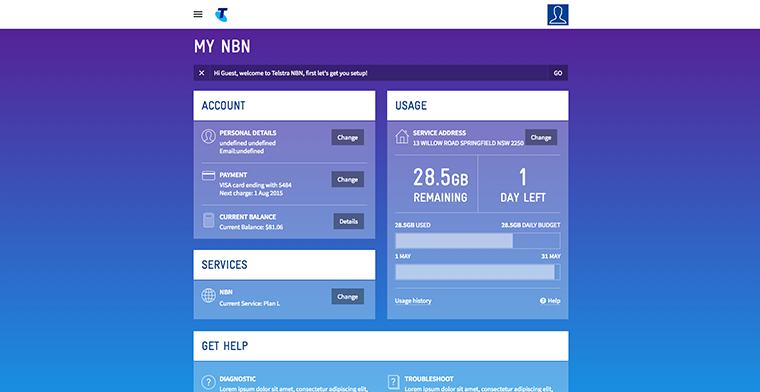 T
MY NBN
✕ Hi Guest, welcome to Telstra NBN, first let's get you setup! GO
ACCOUNT
PERSONAL DETAILS
undefined undefined
Email:undefined
Change
PAYMENT
VISA card ending with 5484
Next charge: 1 Aug 2015
Change
CURRENT BALANCE
Current Balance: $81.06
Details
SERVICES
NBN
Current Service: Plan l.
Change
USAGE
SERVICE ADDRESS
13 WILLOW ROAD SPRINGFIELD NSW 2250
Change
28.5GB
REMAINING
1
DAY LEFT
28.5GB USED 28.5GB DAILY BUDGET
1 MAY 31 MAY
Usage history ? Help
GET HELP
? DIAGNOSTIC
Lorem ipsum dolor sit amet, consectetur adipiscing elit,
? TROUBLESHOOT
Lorem ipsum dolor sit amet, consectetur adipiscing elit,